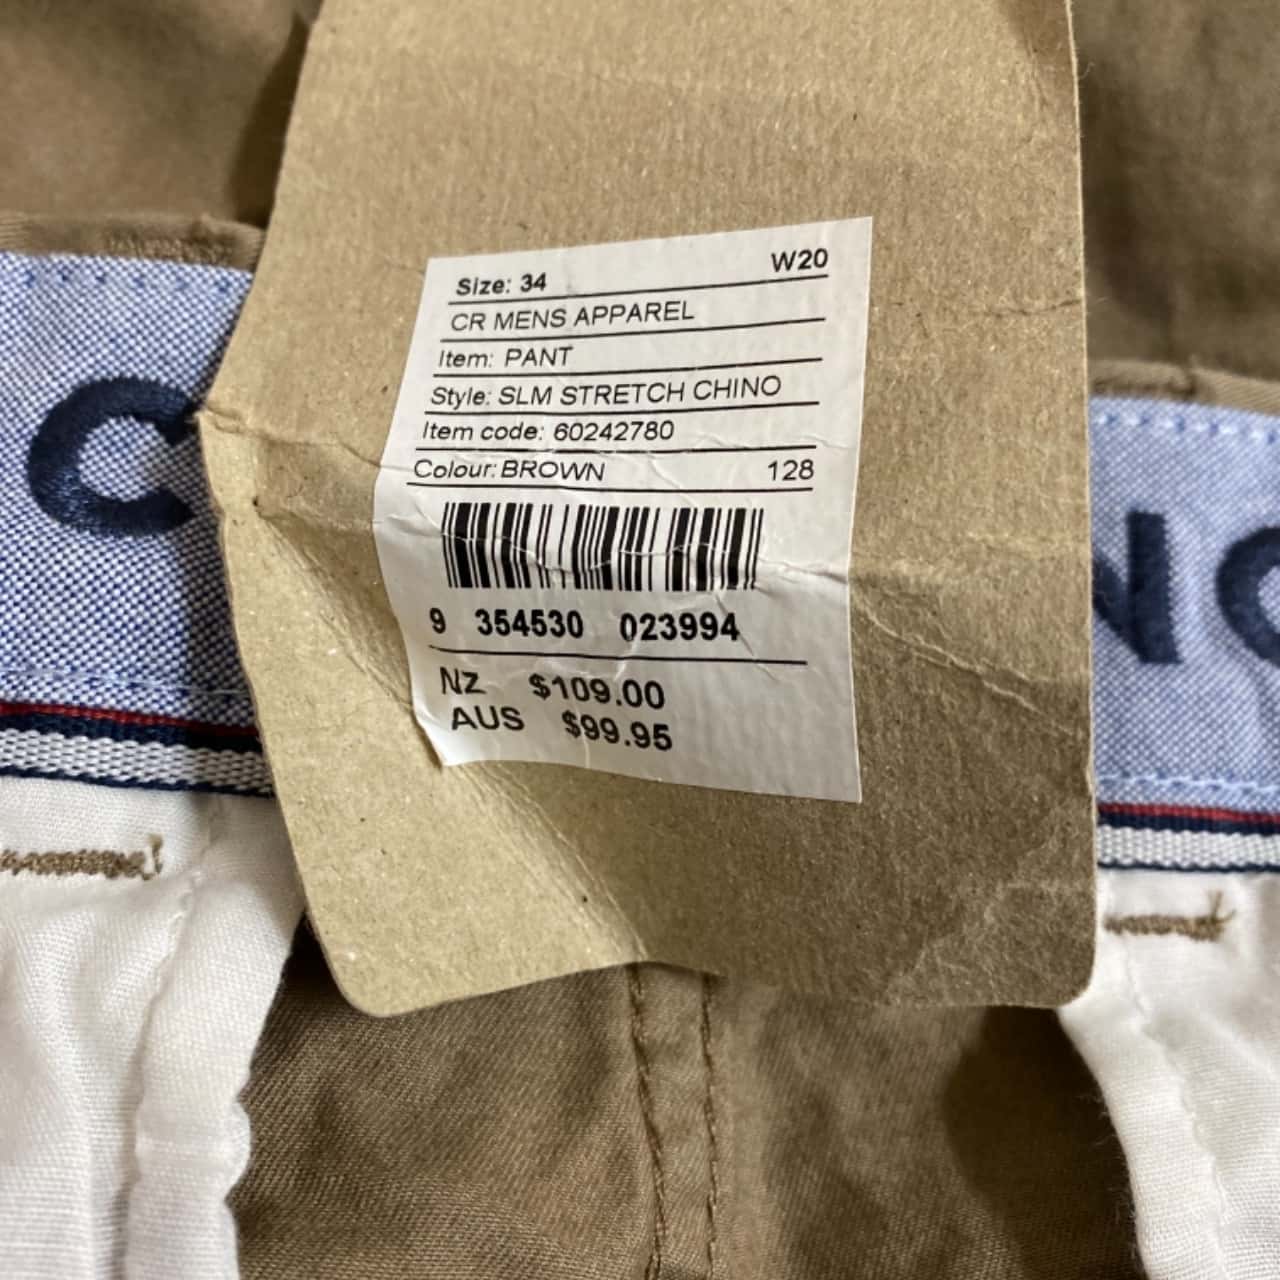 Size: 34 W20
CR MENS APPAREL
Item: PANT
Style: SLM STRETCH CHINO
Item code: 60242780
Colour: BROWN 128
9 354530 023994
NZ $109.00
AUS $99.95
C
NO